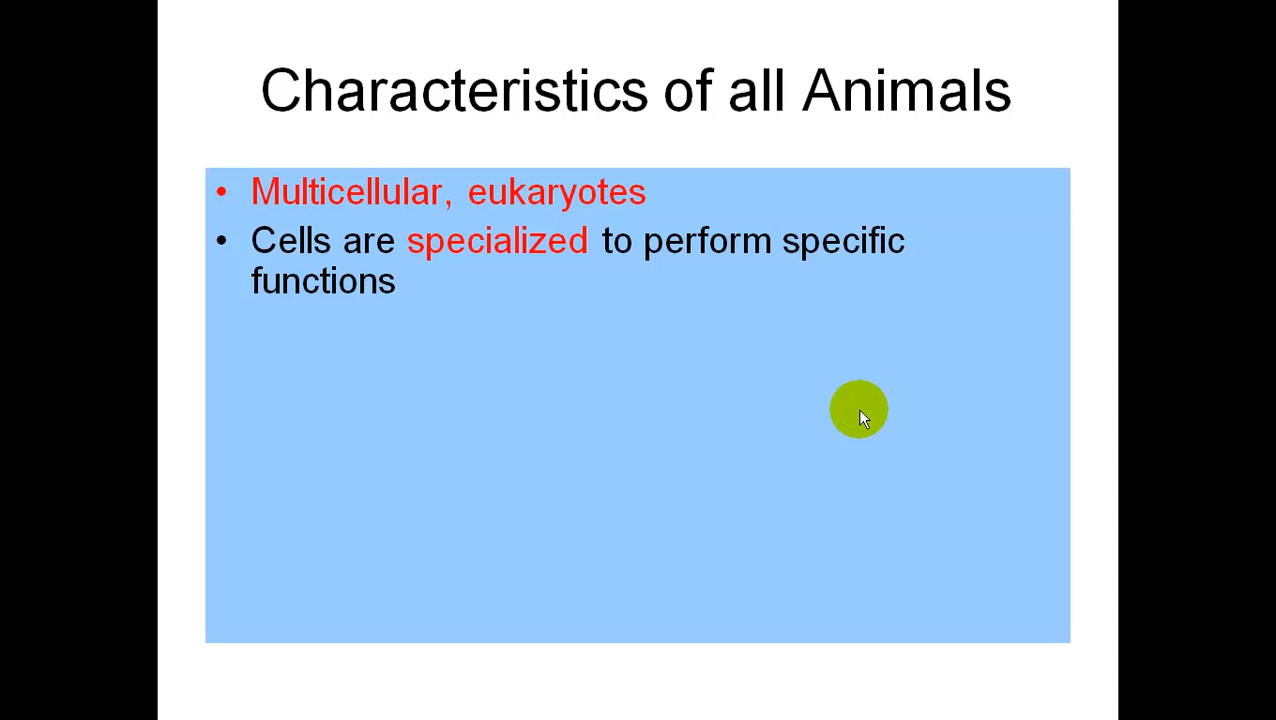 Characteristics of all Animals
• Multicellular, eukaryotes
• Cells are specialized to perform specific
functions